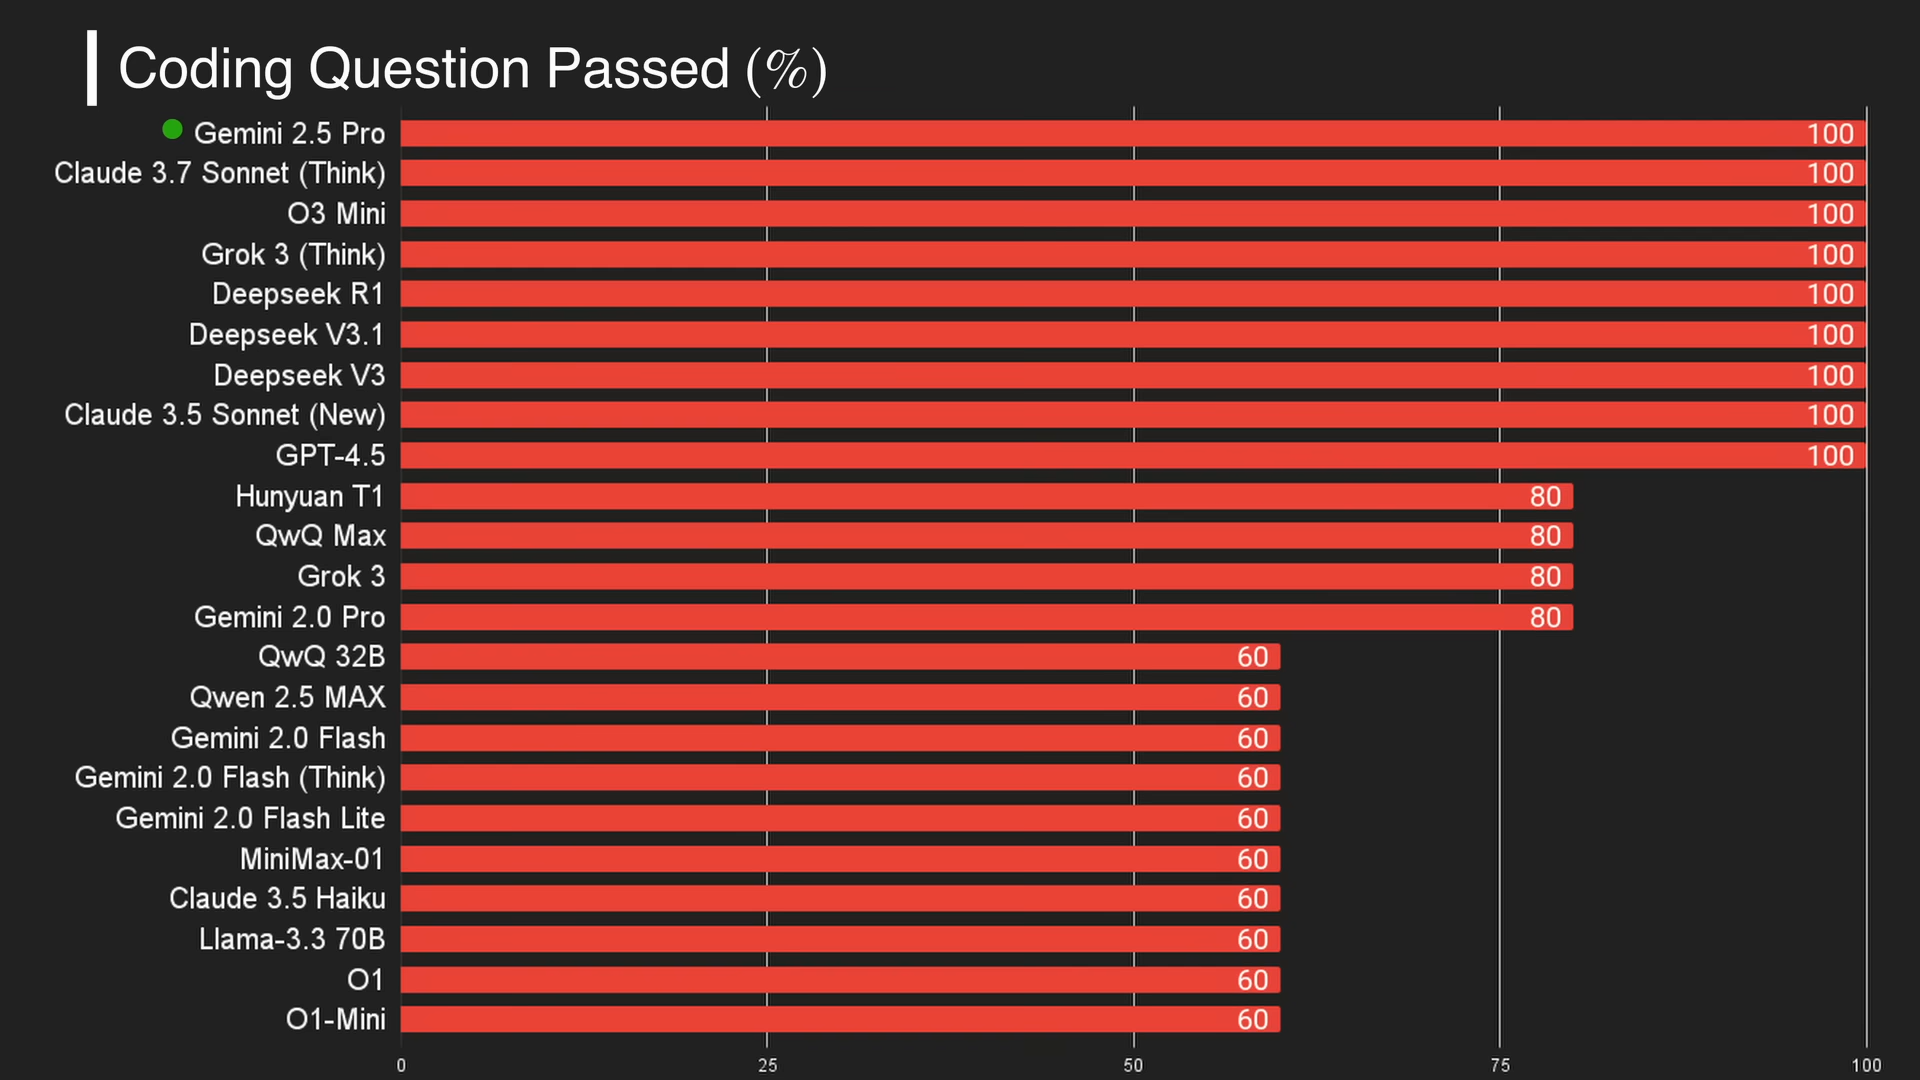 Coding Question Passed (%)
Gemini 2.5 Pro 100
Claude 3.7 Sonnet (Think) 100
O3 Mini 100
Grok 3 (Think) 100
Deepseek R1 100
Deepseek V3.1 100
Deepseek V3 100
Claude 3.5 Sonnet (New) 100
GPT-4.5 100
Hunyuan T1 80
QwQ Max 80
Grok 3 80
Gemini 2.0 Pro 80
QwQ 32B 60
Qwen 2.5 MAX 60
Gemini 2.0 Flash 60
Gemini 2.0 Flash (Think) 60
Gemini 2.0 Flash Lite 60
MiniMax-01 60
Claude 3.5 Haiku 60
Llama-3.3 70B 60
O1 60
O1-Mini 60
0 25 50 75 100